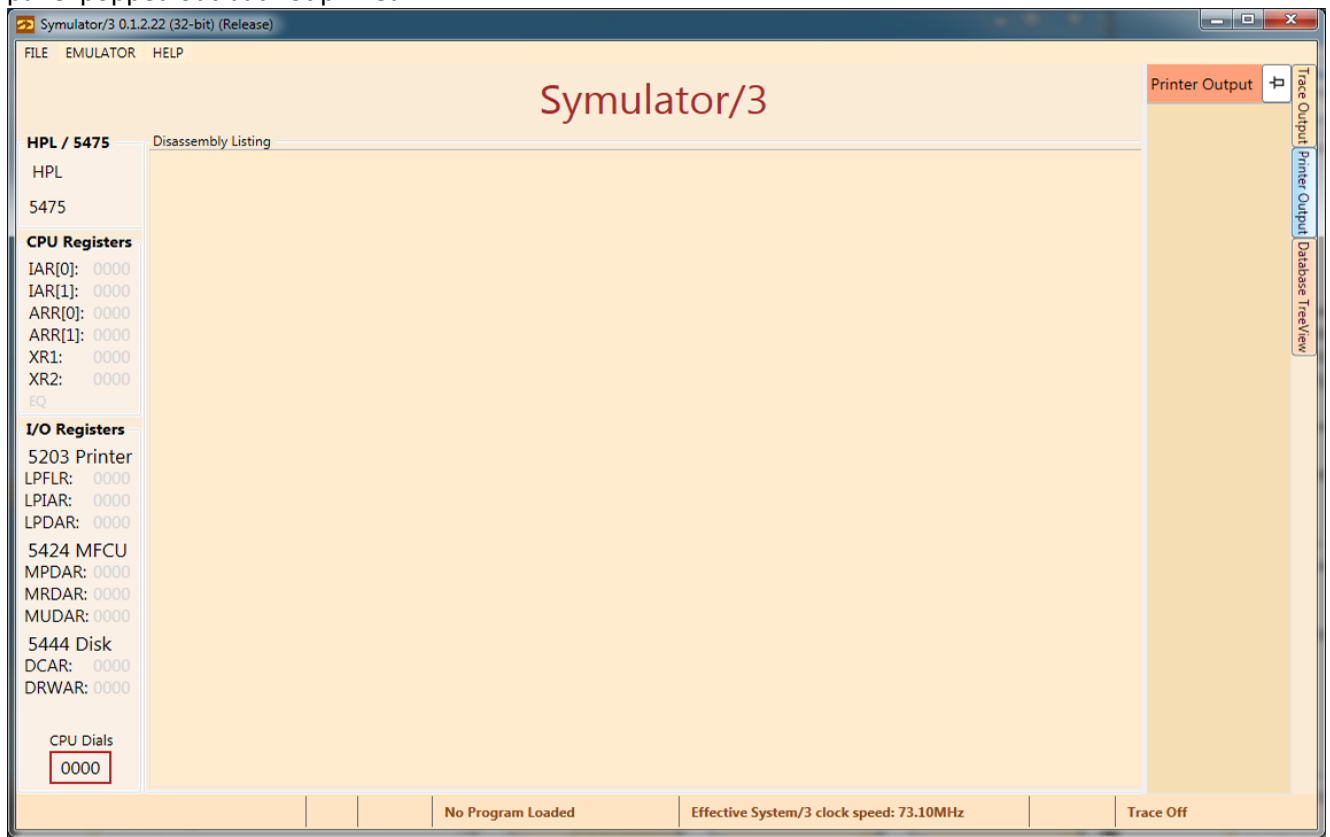 Symulator/3 0.1.2.22 (32-bit) (Release)
FILE EMULATOR HELP
Symulator/3
Printer Output
Trace Output
Printer Output
Database TreeView
HPL / 5475
HPL
5475
Disassembly Listing
CPU Registers
IAR[0]: 0000
IAR[1]: 0000
ARR[0]: 0000
ARR[1]: 0000
XR1: 0000
XR2: 0000
EQ
I/O Registers
5203 Printer
LPFLR: 0000
LPIAR: 0000
LPDAR: 0000
5424 MFCU
MPDAR: 0000
MRDAR: 0000
MUDAR: 0000
5444 Disk
DCAR: 0000
DRWAR: 0000
CPU Dials
0000
No Program Loaded
Effective System/3 clock speed: 73.10MHz
Trace Off